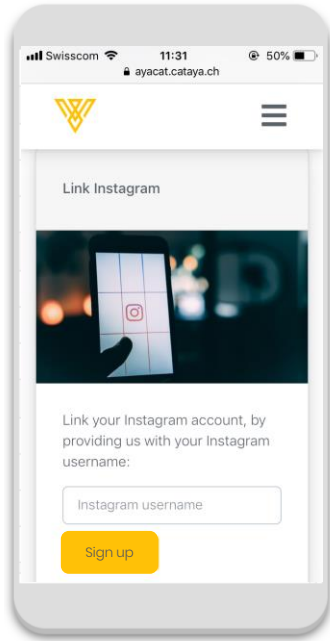 Swisscom 11:31 50%
ayacat.cataya.ch
Link Instagram
Link your Instagram account, by
providing us with your Instagram
username:
Instagram username
Sign up